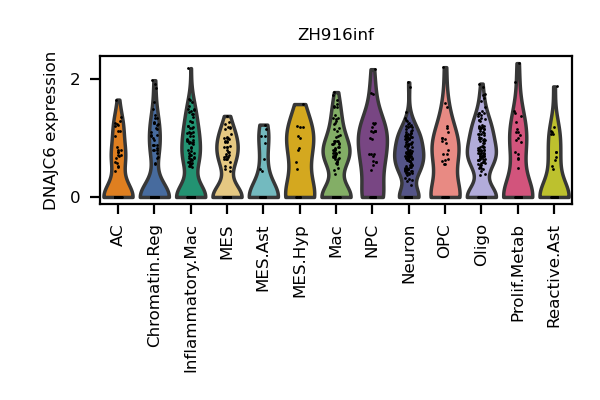 ZH916inf
DNAJC6 expression
2
0
AC
Chromatin.Reg
Inflammatory.Mac
MES
MES.Ast
MES.Hyp
Mac
NPC
Neuron
OPC
Oligo
Prolif.Metab
Reactive.Ast